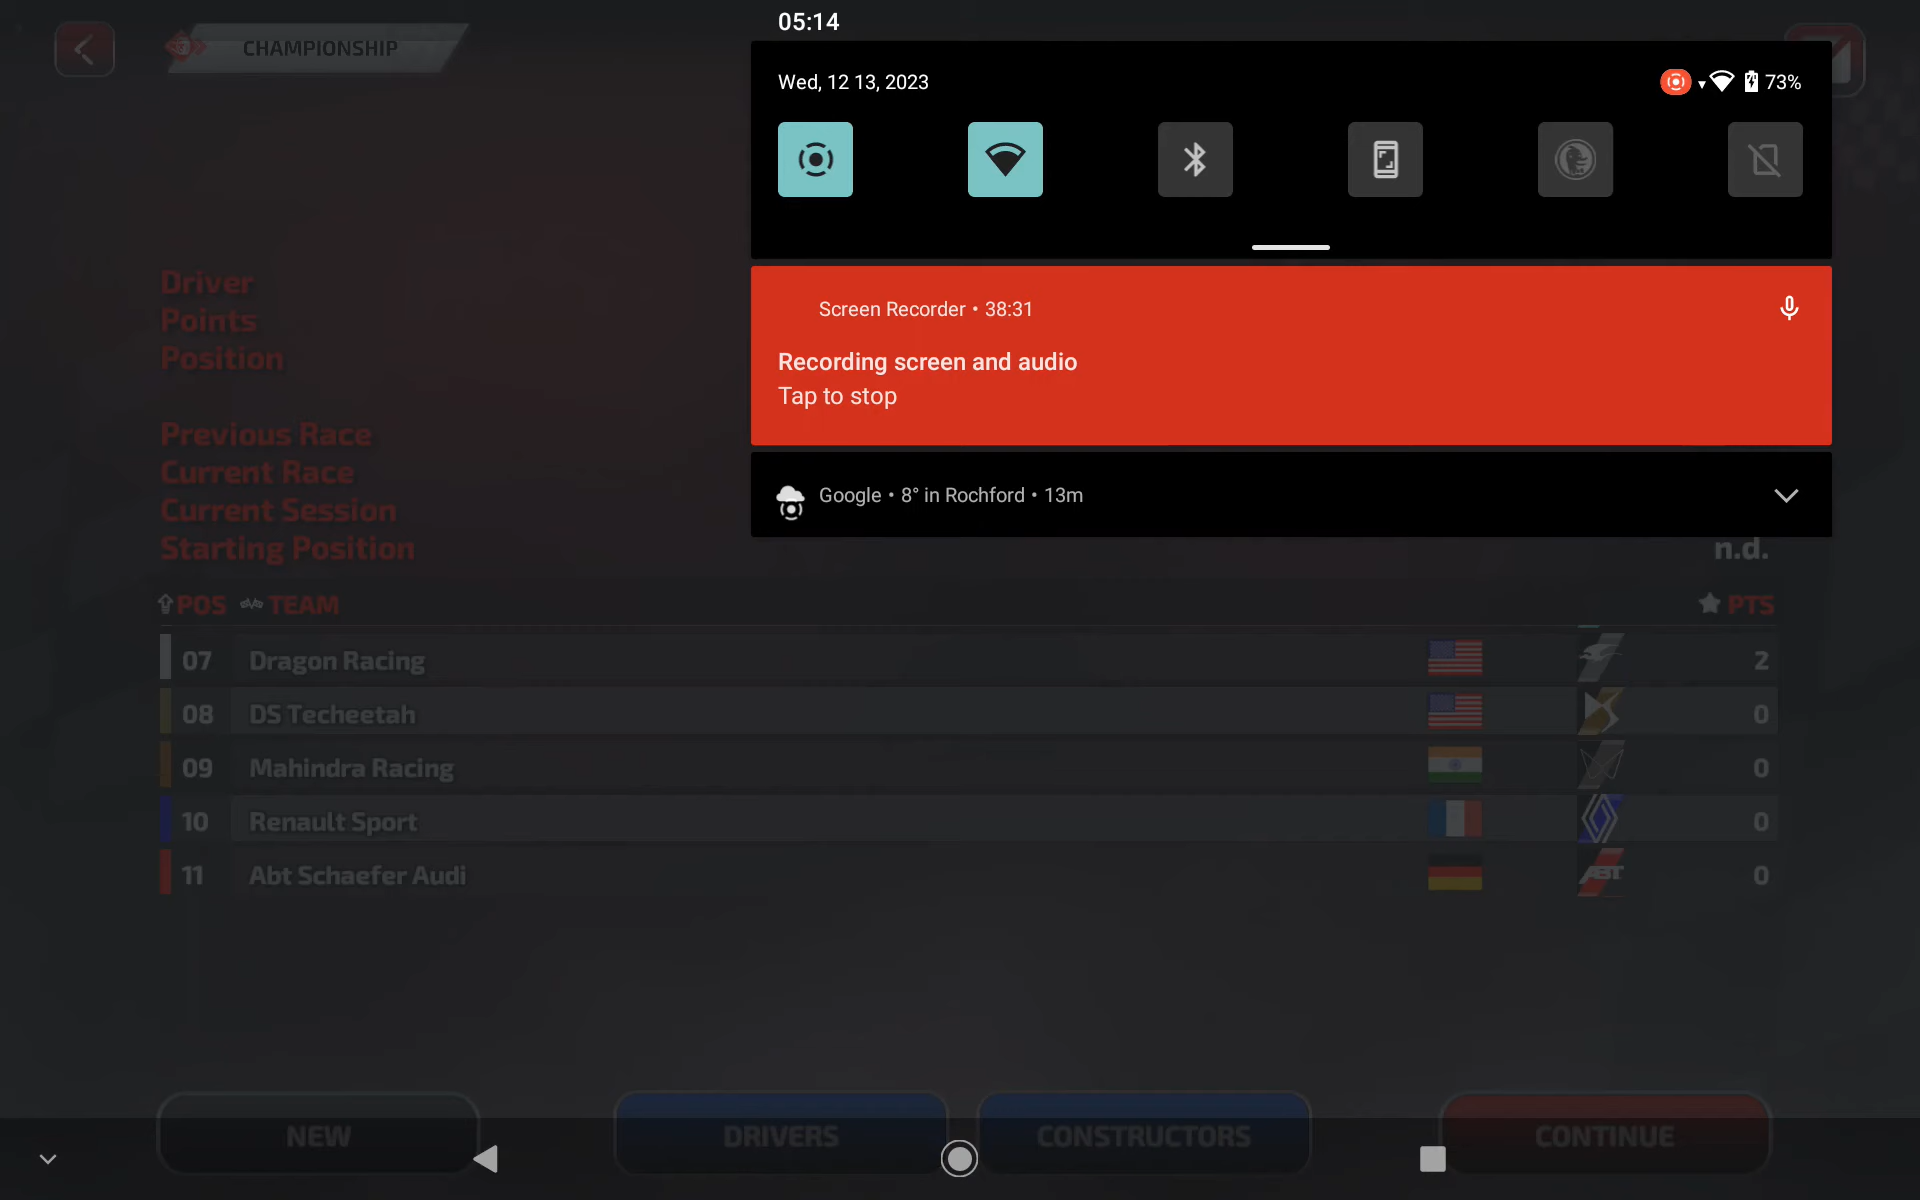 05:14
CHAMPIONSHIP
Wed, 12 13, 2023
73%
Screen Recorder • 38:31
Recording screen and audio
Tap to stop
Google • 8° in Rochford • 13m
Driver
Points
Position
Previous Race
Current Race
Current Session
Starting Position
n.d.
POS TEAM PTS
07 Dragon Racing 2
08 DS Techeetah 0
09 Mahindra Racing 0
10 Renault Sport 0
11 Abt Schaefer Audi ABT 0
NEW
DRIVERS
CONSTRUCTORS
CONTINUE